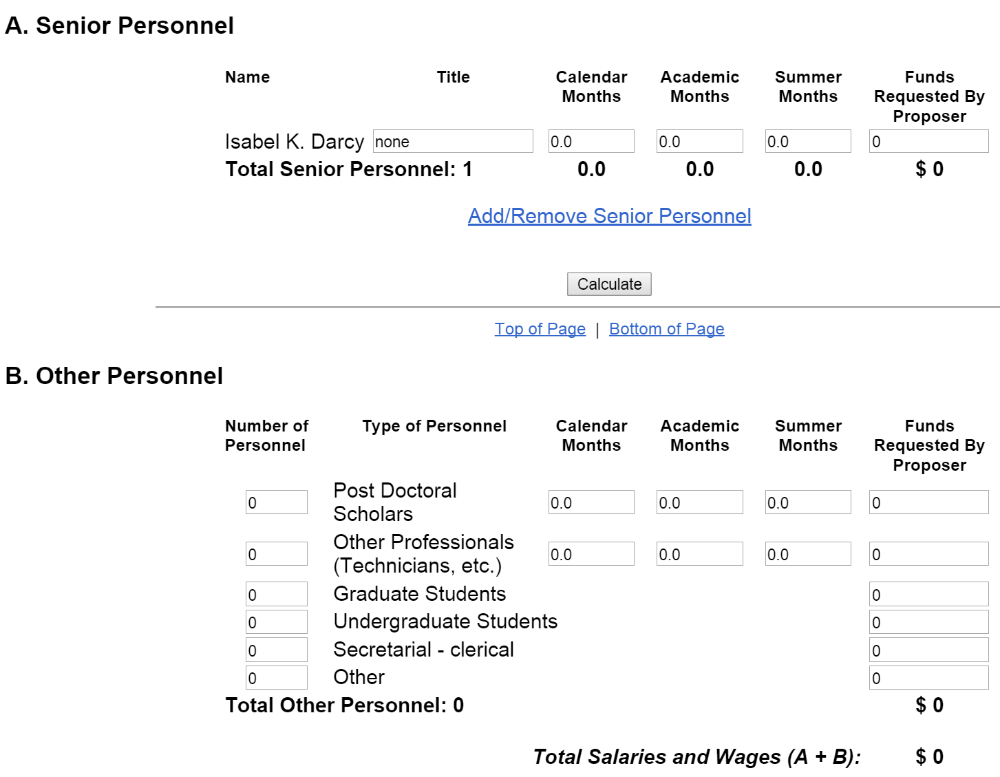 A. Senior Personnel
Name Title Calendar Months Academic Months Summer Months Funds Requested By Proposer
Isabel K. Darcy none 0.0 0.0 0.0 0
Total Senior Personnel: 1 0.0 0.0 0.0 $ 0
Add/Remove Senior Personnel
Calculate
Top of Page | Bottom of Page
B. Other Personnel
Number of Personnel Type of Personnel Calendar Months Academic Months Summer Months Funds Requested By Proposer
0 Post Doctoral Scholars 0.0 0.0 0.0 0
0 Other Professionals (Technicians, etc.) 0.0 0.0 0.0 0
0 Graduate Students 0
0 Undergraduate Students 0
0 Secretarial - clerical 0
0 Other 0
Total Other Personnel: 0 $ 0
Total Salaries and Wages (A + B): $ 0